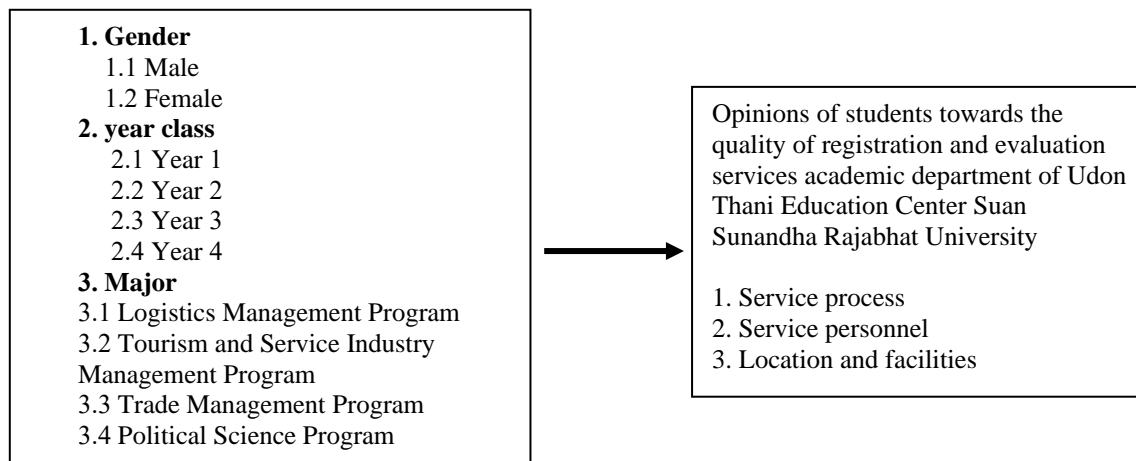 1. Gender
1.1 Male
1.2 Female
2. year class
2.1 Year 1
2.2 Year 2
2.3 Year 3
2.4 Year 4
3. Major
3.1 Logistics Management Program
3.2 Tourism and Service Industry
Management Program
3.3 Trade Management Program
3.4 Political Science Program
Opinions of students towards the
quality of registration and evaluation
services academic department of Udon
Thani Education Center Suan
Sunandha Rajabhat University
1. Service process
2. Service personnel
3. Location and facilities